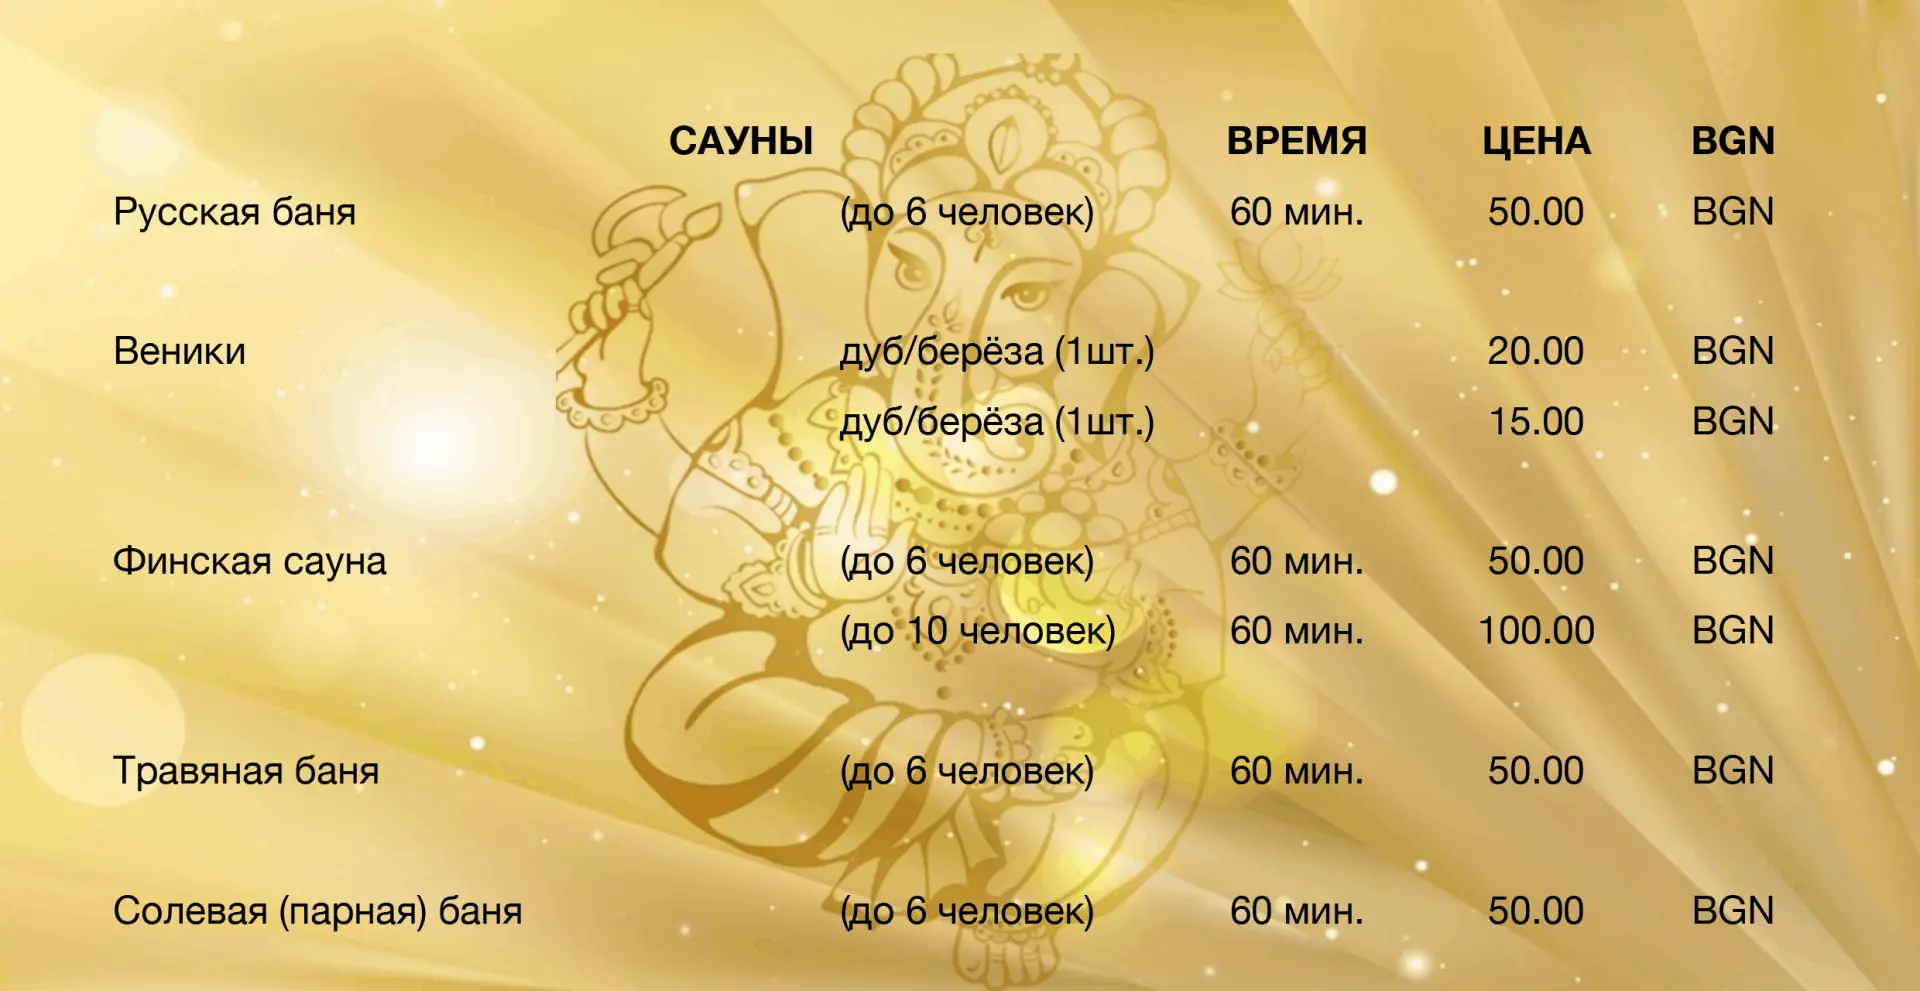 САУНЫ ВРЕМЯ ЦЕНА BGN
Русская баня (до 6 человек) 60 мин. 50.00 BGN
Веники дуб/берёза (1шт.) 20.00 BGN
дуб/берёза (1шт.) 15.00 BGN
Финская сауна (до 6 человек) 60 мин. 50.00 BGN
(до 10 человек) 60 мин. 100.00 BGN
Травяная баня (до 6 человек) 60 мин. 50.00 BGN
Солевая (парная) баня (до 6 человек) 60 мин. 50.00 BGN